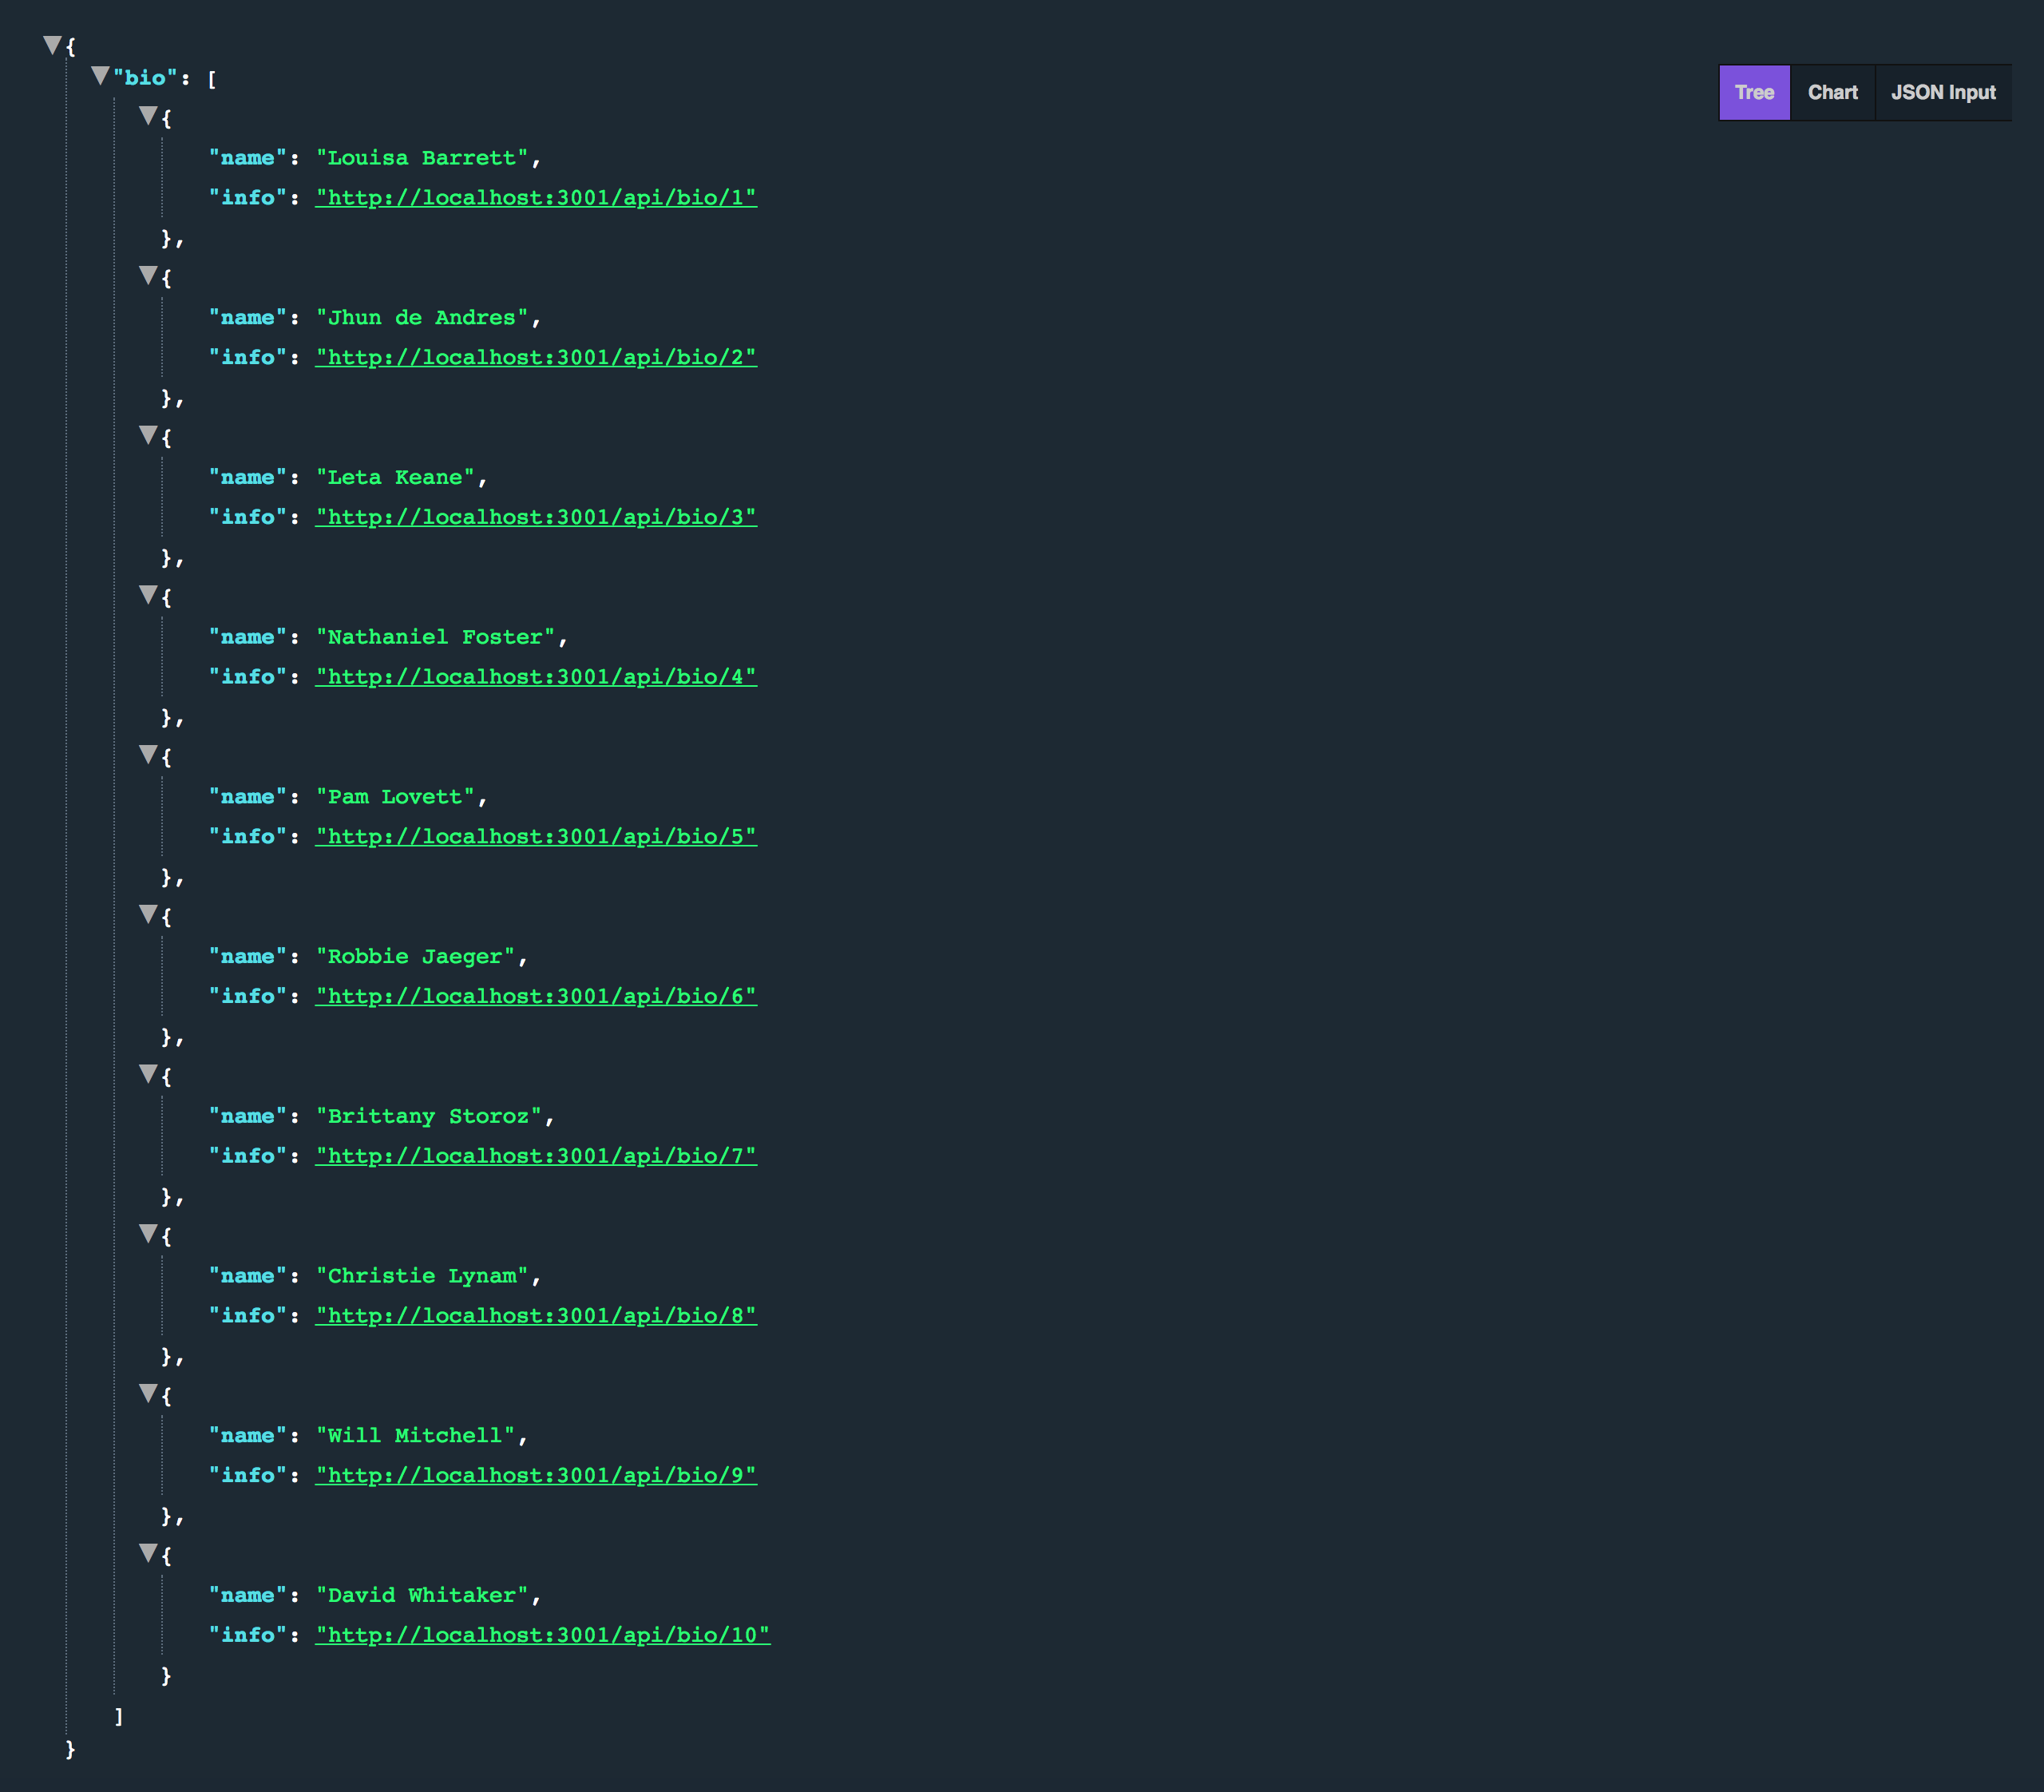 {
"bio": [
Tree Chart JSON Input
{
"name": "Louisa Barrett",
"info": "http://localhost:3001/api/bio/1"
},
{
"name": "Jhun de Andres",
"info": "http://localhost:3001/api/bio/2"
},
{
"name": "Leta Keane",
"info": "http://localhost:3001/api/bio/3"
},
{
"name": "Nathaniel Foster",
"info": "http://localhost:3001/api/bio/4"
},
{
"name": "Pam Lovett",
"info": "http://localhost:3001/api/bio/5"
},
{
"name": "Robbie Jaeger",
"info": "http://localhost:3001/api/bio/6"
},
{
"name": "Brittany Storoz",
"info": "http://localhost:3001/api/bio/7"
},
{
"name": "Christie Lynam",
"info": "http://localhost:3001/api/bio/8"
},
{
"name": "Will Mitchell",
"info": "http://localhost:3001/api/bio/9"
},
{
"name": "David Whitaker",
"info": "http://localhost:3001/api/bio/10"
}
]
}